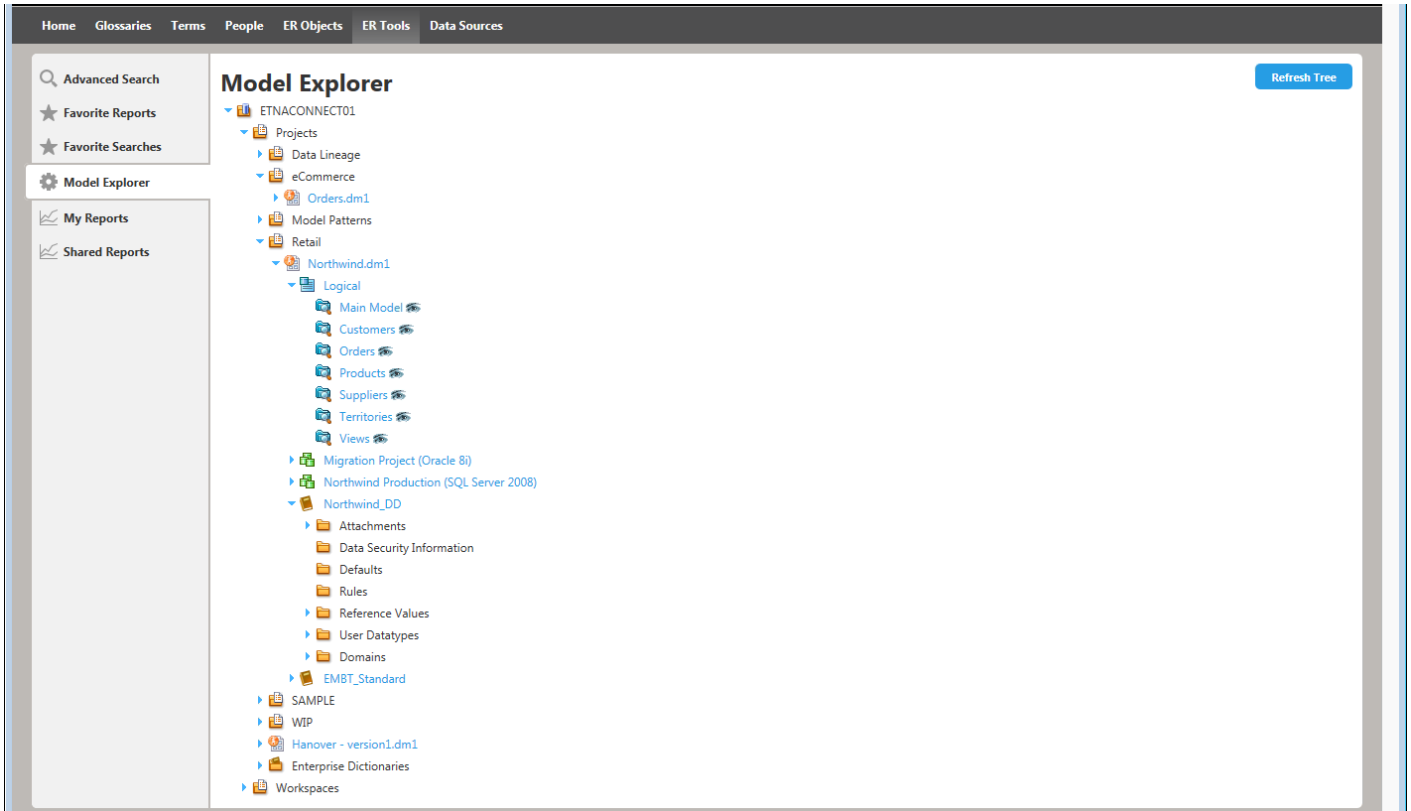 Home Glossaries Terms People ER Objects ER Tools Data Sources
Advanced Search
Favorite Reports
Favorite Searches
Model Explorer
My Reports
Shared Reports
Model Explorer
Refresh Tree
ETNACONNECT01
Projects
Data Lineage
eCommerce
Orders.dm1
Model Patterns
Retail
Northwind.dm1
Logical
Main Model
Customers
Orders
Products
Suppliers
Territories
Views
Migration Project (Oracle 8i)
Northwind Production (SQL Server 2008)
Northwind_DD
Attachments
Data Security Information
Defaults
Rules
Reference Values
User Datatypes
Domains
EMBT_Standard
SAMPLE
WIP
Hanover - version1.dm1
Enterprise Dictionaries
Workspaces